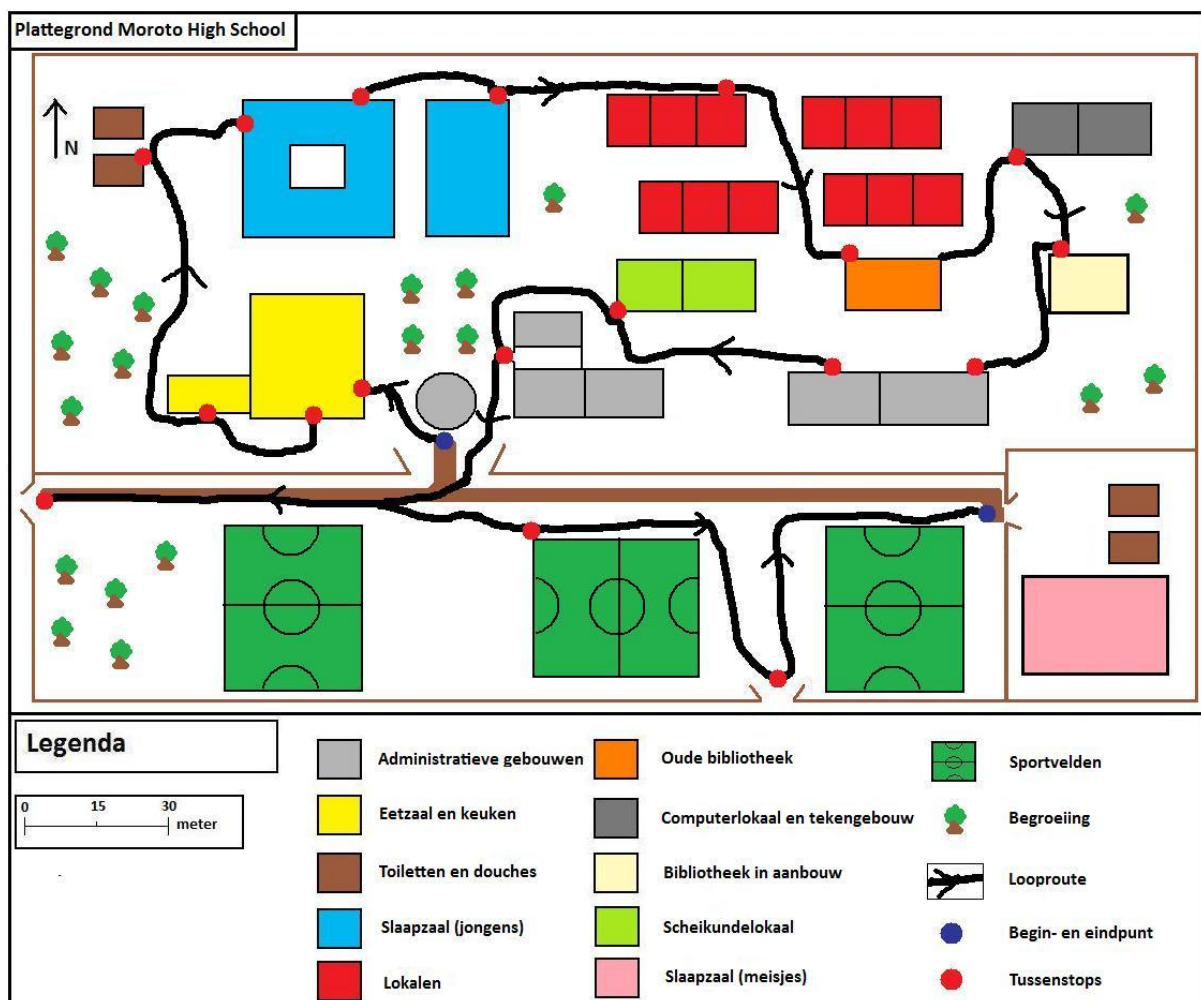 Plattegrond Moroto High School
N
Legenda
0 15 30
meter
Administratieve gebouwen
Eetzaal en keuken
Toiletten en douches
Slaapzaal (jongens)
Lokalen
Oude bibliotheek
Computerlokaal en tekengebouw
Bibliotheek in aanbouw
Scheikundelokaal
Slaapzaal (meisjes)
Sportvelden
Begroeiing
Looproute
Begin- en eindpunt
Tussenstops